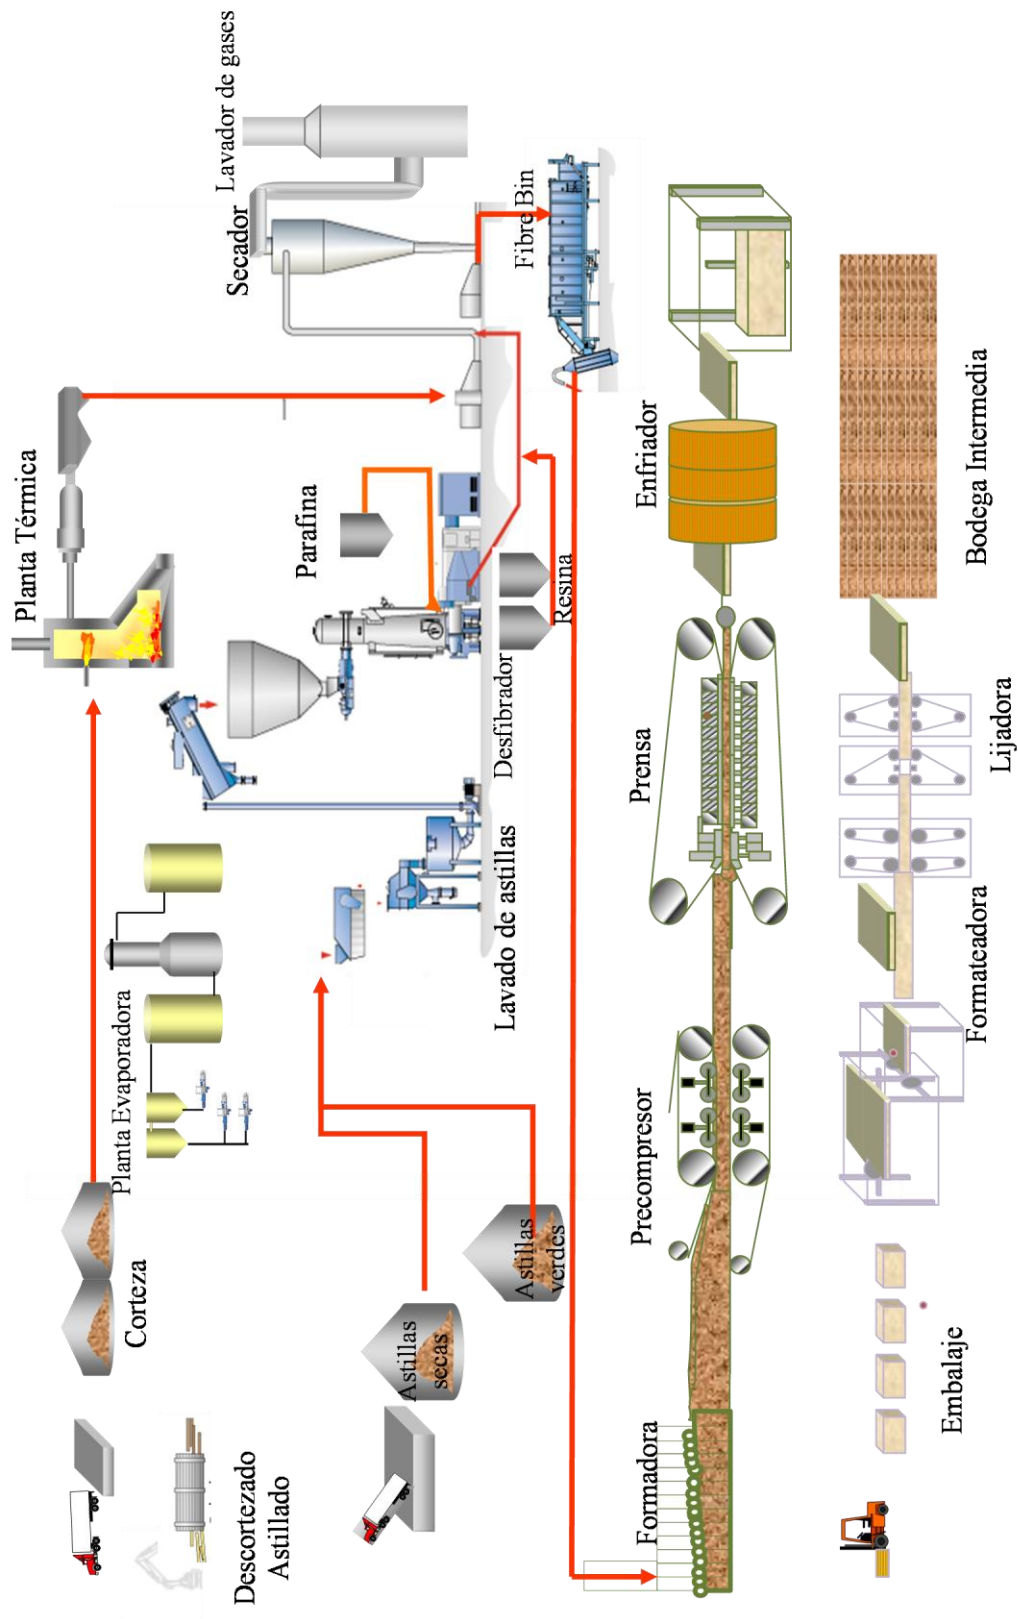 Descortezado
Astillado
Corteza
Planta Evaporadora
Planta Térmica
Secador
Lavador de gases
Astillas
secas
Astillas
verdes
Lavado de astillas
Desfibrador
Parafina
Resina
Fibre Bin
Formadora
Precompresor
Prensa
Enfriador
Embalaje
Formateadora
Lijadora
Bodega Intermedia